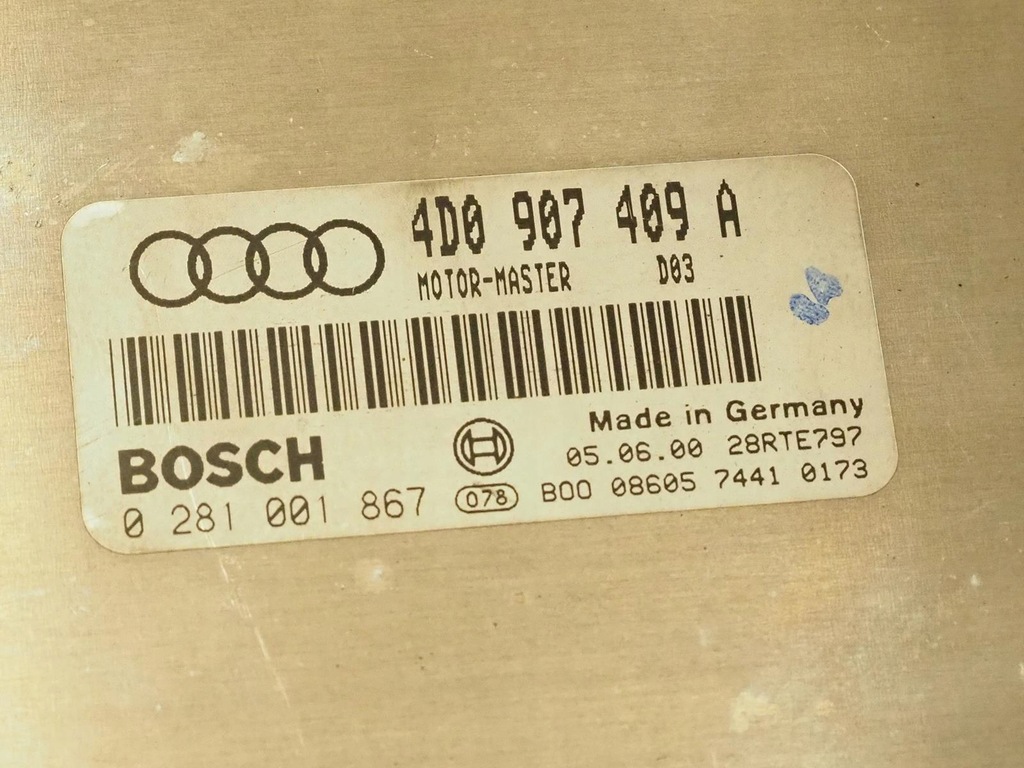 4D0 907 409 A
MOTOR-MASTER D03
BOSCH
Made in Germany
05.06.00 28RTE797
0 281 001 867 078 B00 08605 7441 0173